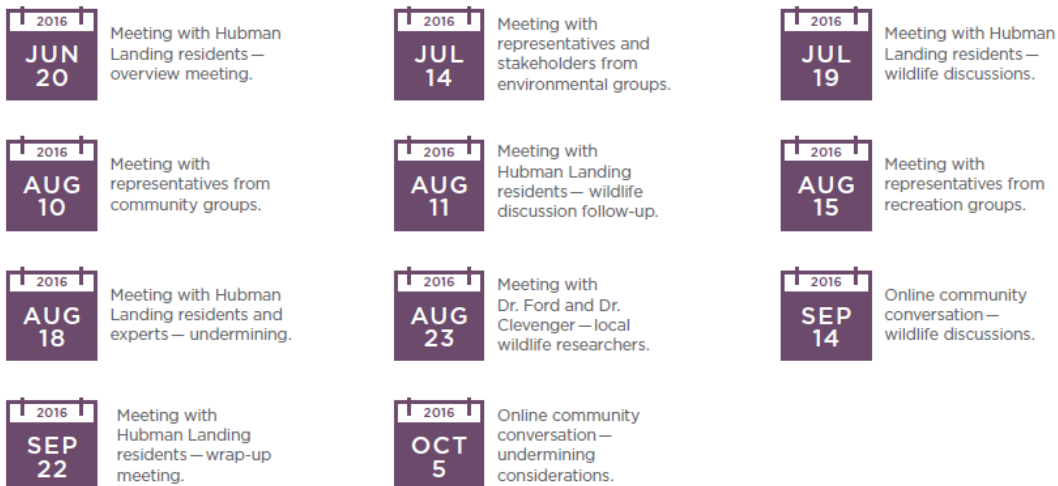 2016
JUN
20
Meeting with Hubman
Landing residents—
overview meeting.
2016
JUL
14
Meeting with
representatives and
stakeholders from
environmental groups.
2016
JUL
19
Meeting with Hubman
Landing residents—
wildlife discussions.
2016
AUG
10
Meeting with
representatives from
community groups.
2016
AUG
11
Meeting with
Hubman Landing
residents— wildlife
discussion follow-up.
2016
AUG
15
Meeting with
representatives from
recreation groups.
2016
AUG
18
Meeting with Hubman
Landing residents and
experts— undermining.
2016
AUG
23
Meeting with
Dr. Ford and Dr.
Clevenger—local
wildlife researchers.
2016
SEP
14
Online community
conversation—
wildlife discussions.
2016
SEP
22
Meeting with
Hubman Landing
residents—wrap-up
meeting.
2016
OCT
5
Online community
conversation—
undermining
considerations.